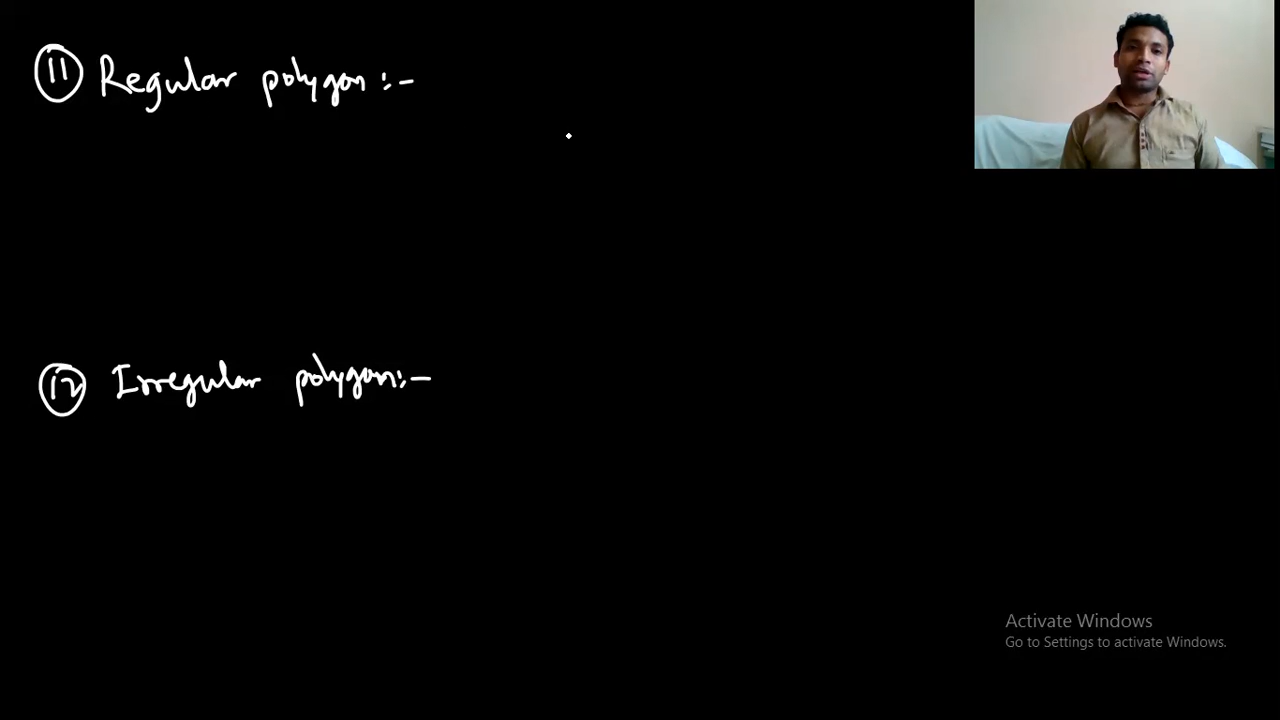 11 Regular polygon :-
12 Irregular polygon:-
Activate Windows
Go to Settings to activate Windows.